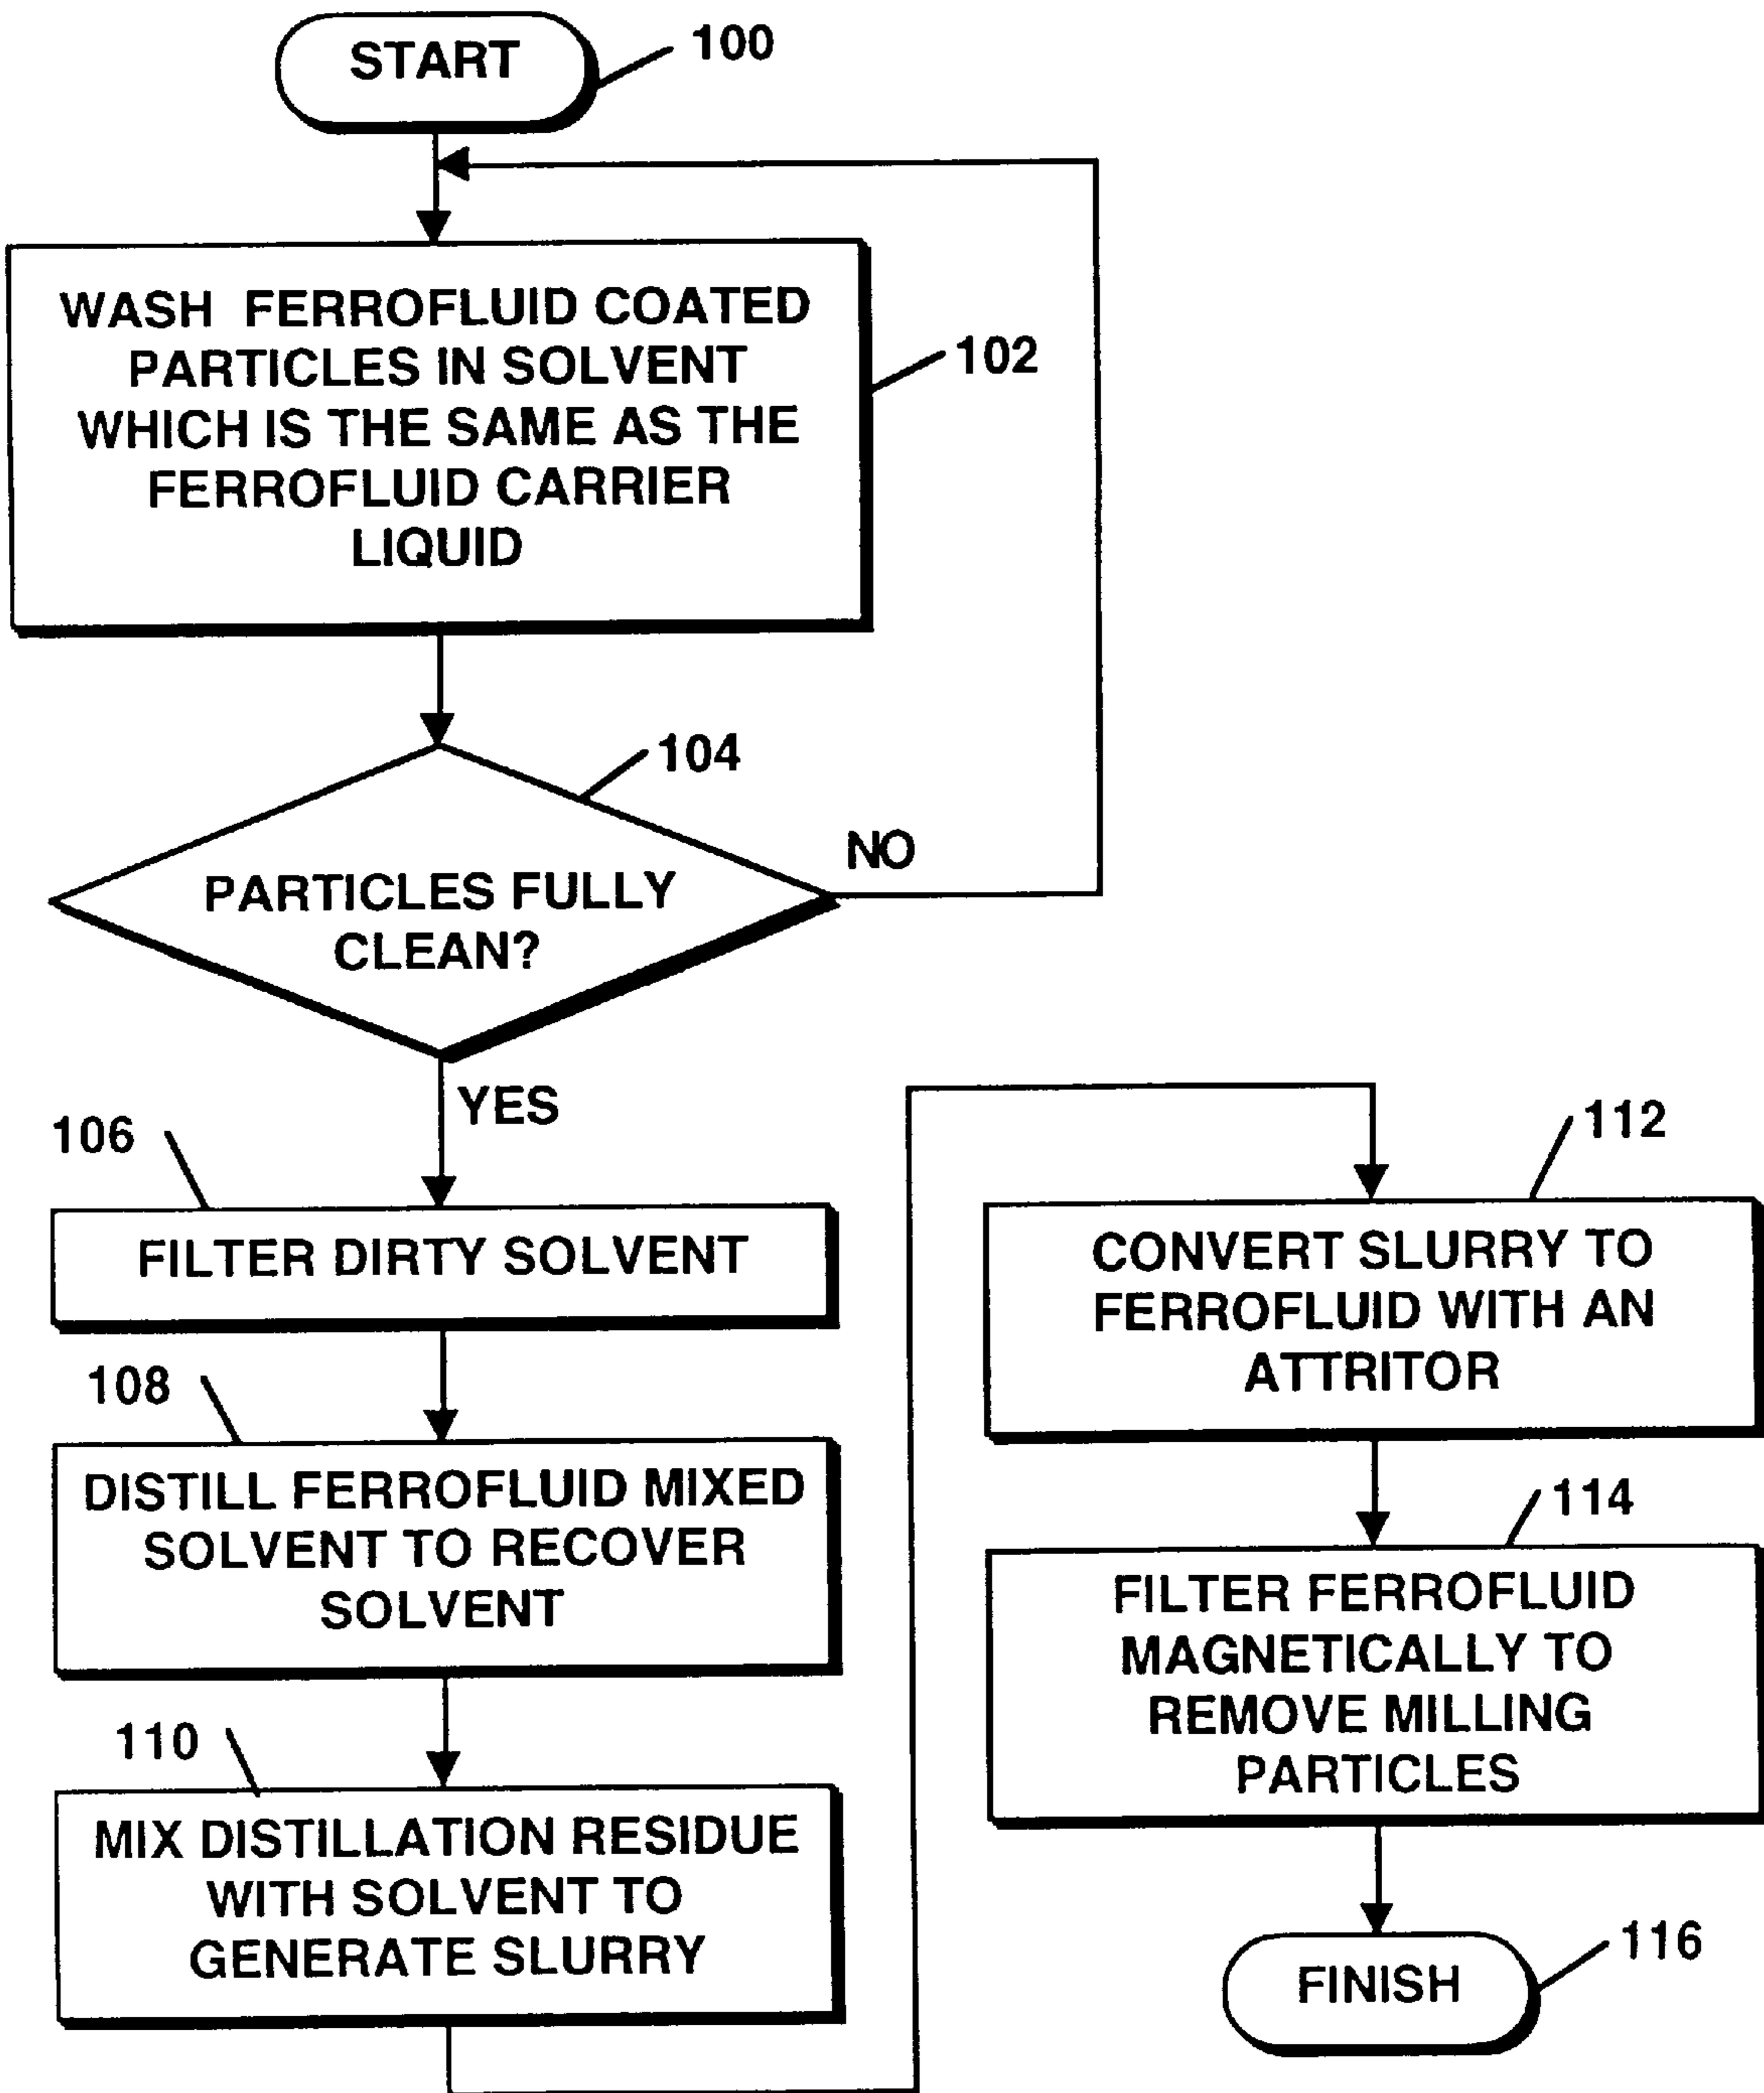 START
100
WASH FERROFLUID COATED
PARTICLES IN SOLVENT
WHICH IS THE SAME AS THE
FERROFLUID CARRIER
LIQUID
102
104
PARTICLES FULLY
CLEAN?
NO
YES
106
FILTER DIRTY SOLVENT
108
DISTILL FERROFLUID MIXED
SOLVENT TO RECOVER
SOLVENT
110
MIX DISTILLATION RESIDUE
WITH SOLVENT TO
GENERATE SLURRY
112
CONVERT SLURRY TO
FERROFLUID WITH AN
ATTRITOR
114
FILTER FERROFLUID
MAGNETICALLY TO
REMOVE MILLING
PARTICLES
FINISH
116